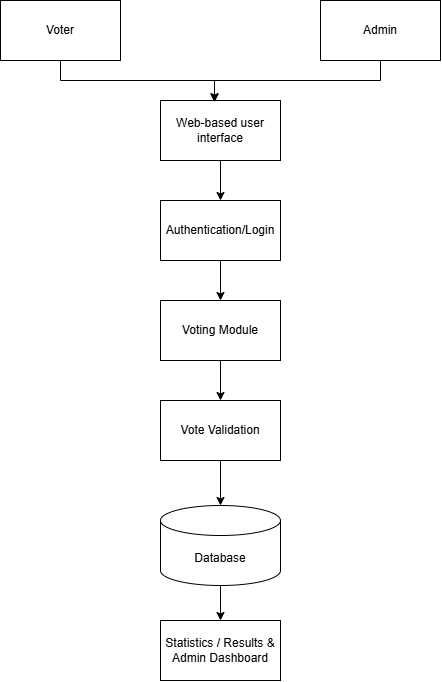 Voter
Admin
Web-based user
interface
Authentication/Login
Voting Module
Vote Validation
Database
Statistics / Results &
Admin Dashboard